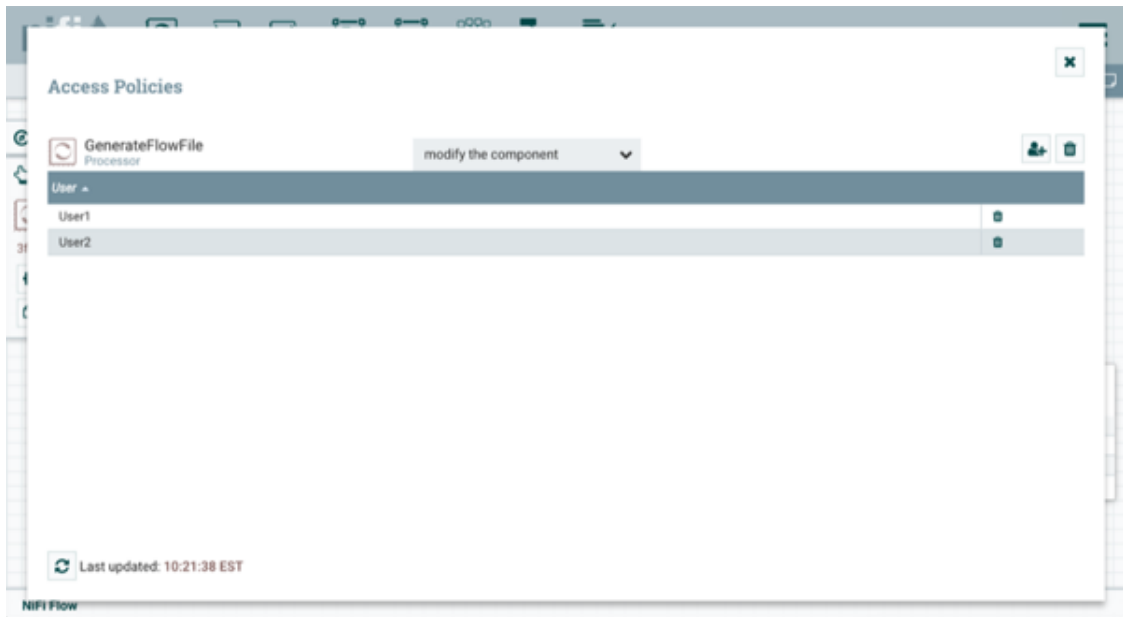 Access Policies
GenerateFlowFile
Processor
modify the component
User
User1
User2
Last updated: 10:21:38 EST
NiFi Flow